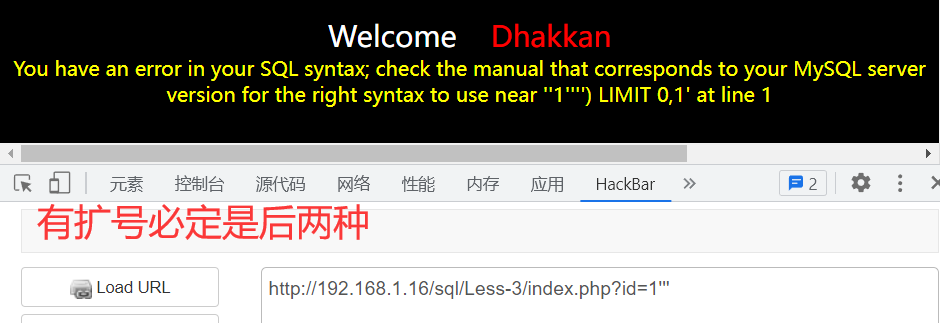 Welcome Dhakkan
You have an error in your SQL syntax; check the manual that corresponds to your MySQL server
version for the right syntax to use near ''1'''') LIMIT 0,1' at line 1
元素 控制台 源代码 网络 性能 内存 应用 HackBar 2
有扩号必定是后两种
Load URL
http://192.168.1.16/sql/Less-3/index.php?id=1'''